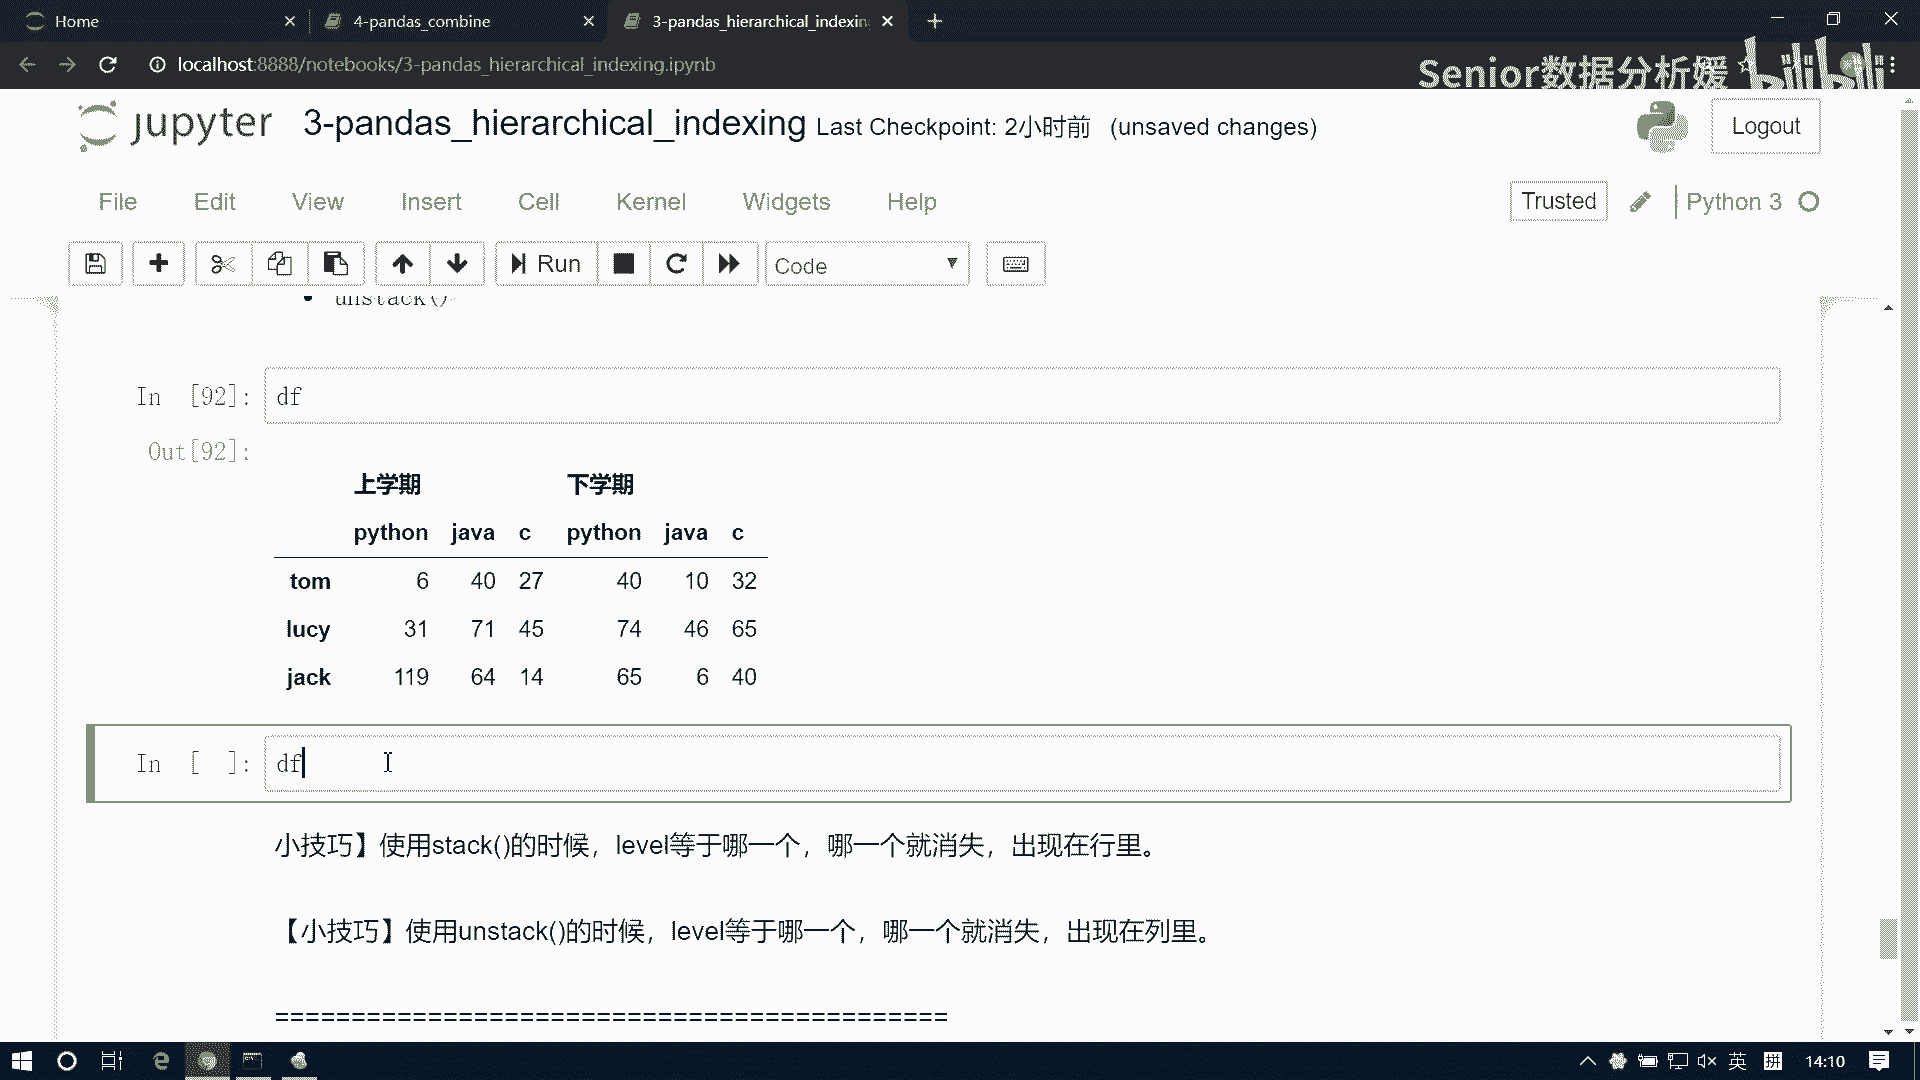 Home
4-pandas_combine
3-pandas_hierarchical_indexin
localhost:8888/notebooks/3-pandas_hierarchical_indexing.ipynb
Senior数据分析媛
bilibili
jupyter 3-pandas_hierarchical_indexing Last Checkpoint: 2小时前 (unsaved changes)
Logout
File Edit View Insert Cell Kernel Widgets Help
Trusted
Python 3
Run
Code
unstack()
In [92]: df
Out[92]:
上学期 下学期
python java c python java c
tom 6 40 27 40 10 32
lucy 31 71 45 74 46 65
jack 119 64 14 65 6 40
In [ ]: df
小技巧】使用stack()的时候，level等于哪一个，哪一个就消失，出现在行里。
【小技巧】使用unstack()的时候，level等于哪一个，哪一个就消失，出现在列里。
============================================
英 拼 14:10